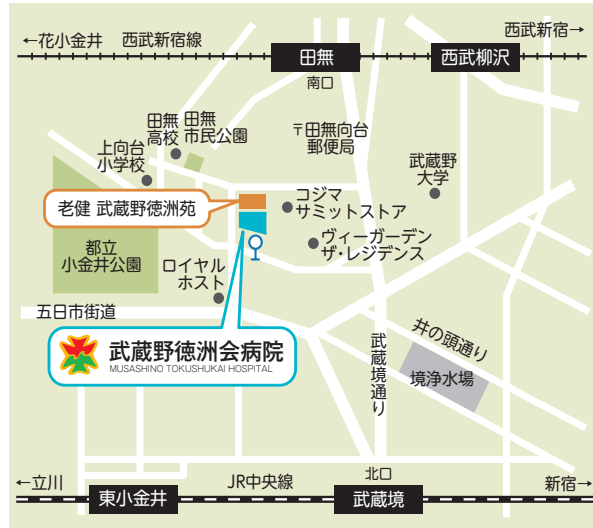 ←花小金井
西武新宿線
西武新宿→
田無
西武柳沢
南口
田無
高校
田無
市民公園
〒田無向台
郵便局
上向台
小学校
武蔵野
大学
老健 武蔵野徳洲苑
コジマ
サミットストア
ヴィーガーデン
ザ・レジデンス
都立
小金井公園
ロイヤル
ホスト
五日市街道
武蔵野徳洲会病院
MUSASHINO TOKUSHUKAI HOSPITAL
武蔵境通り
井の頭通り
境浄水場
←立川
JR中央線
北口
新宿→
東小金井
武蔵境